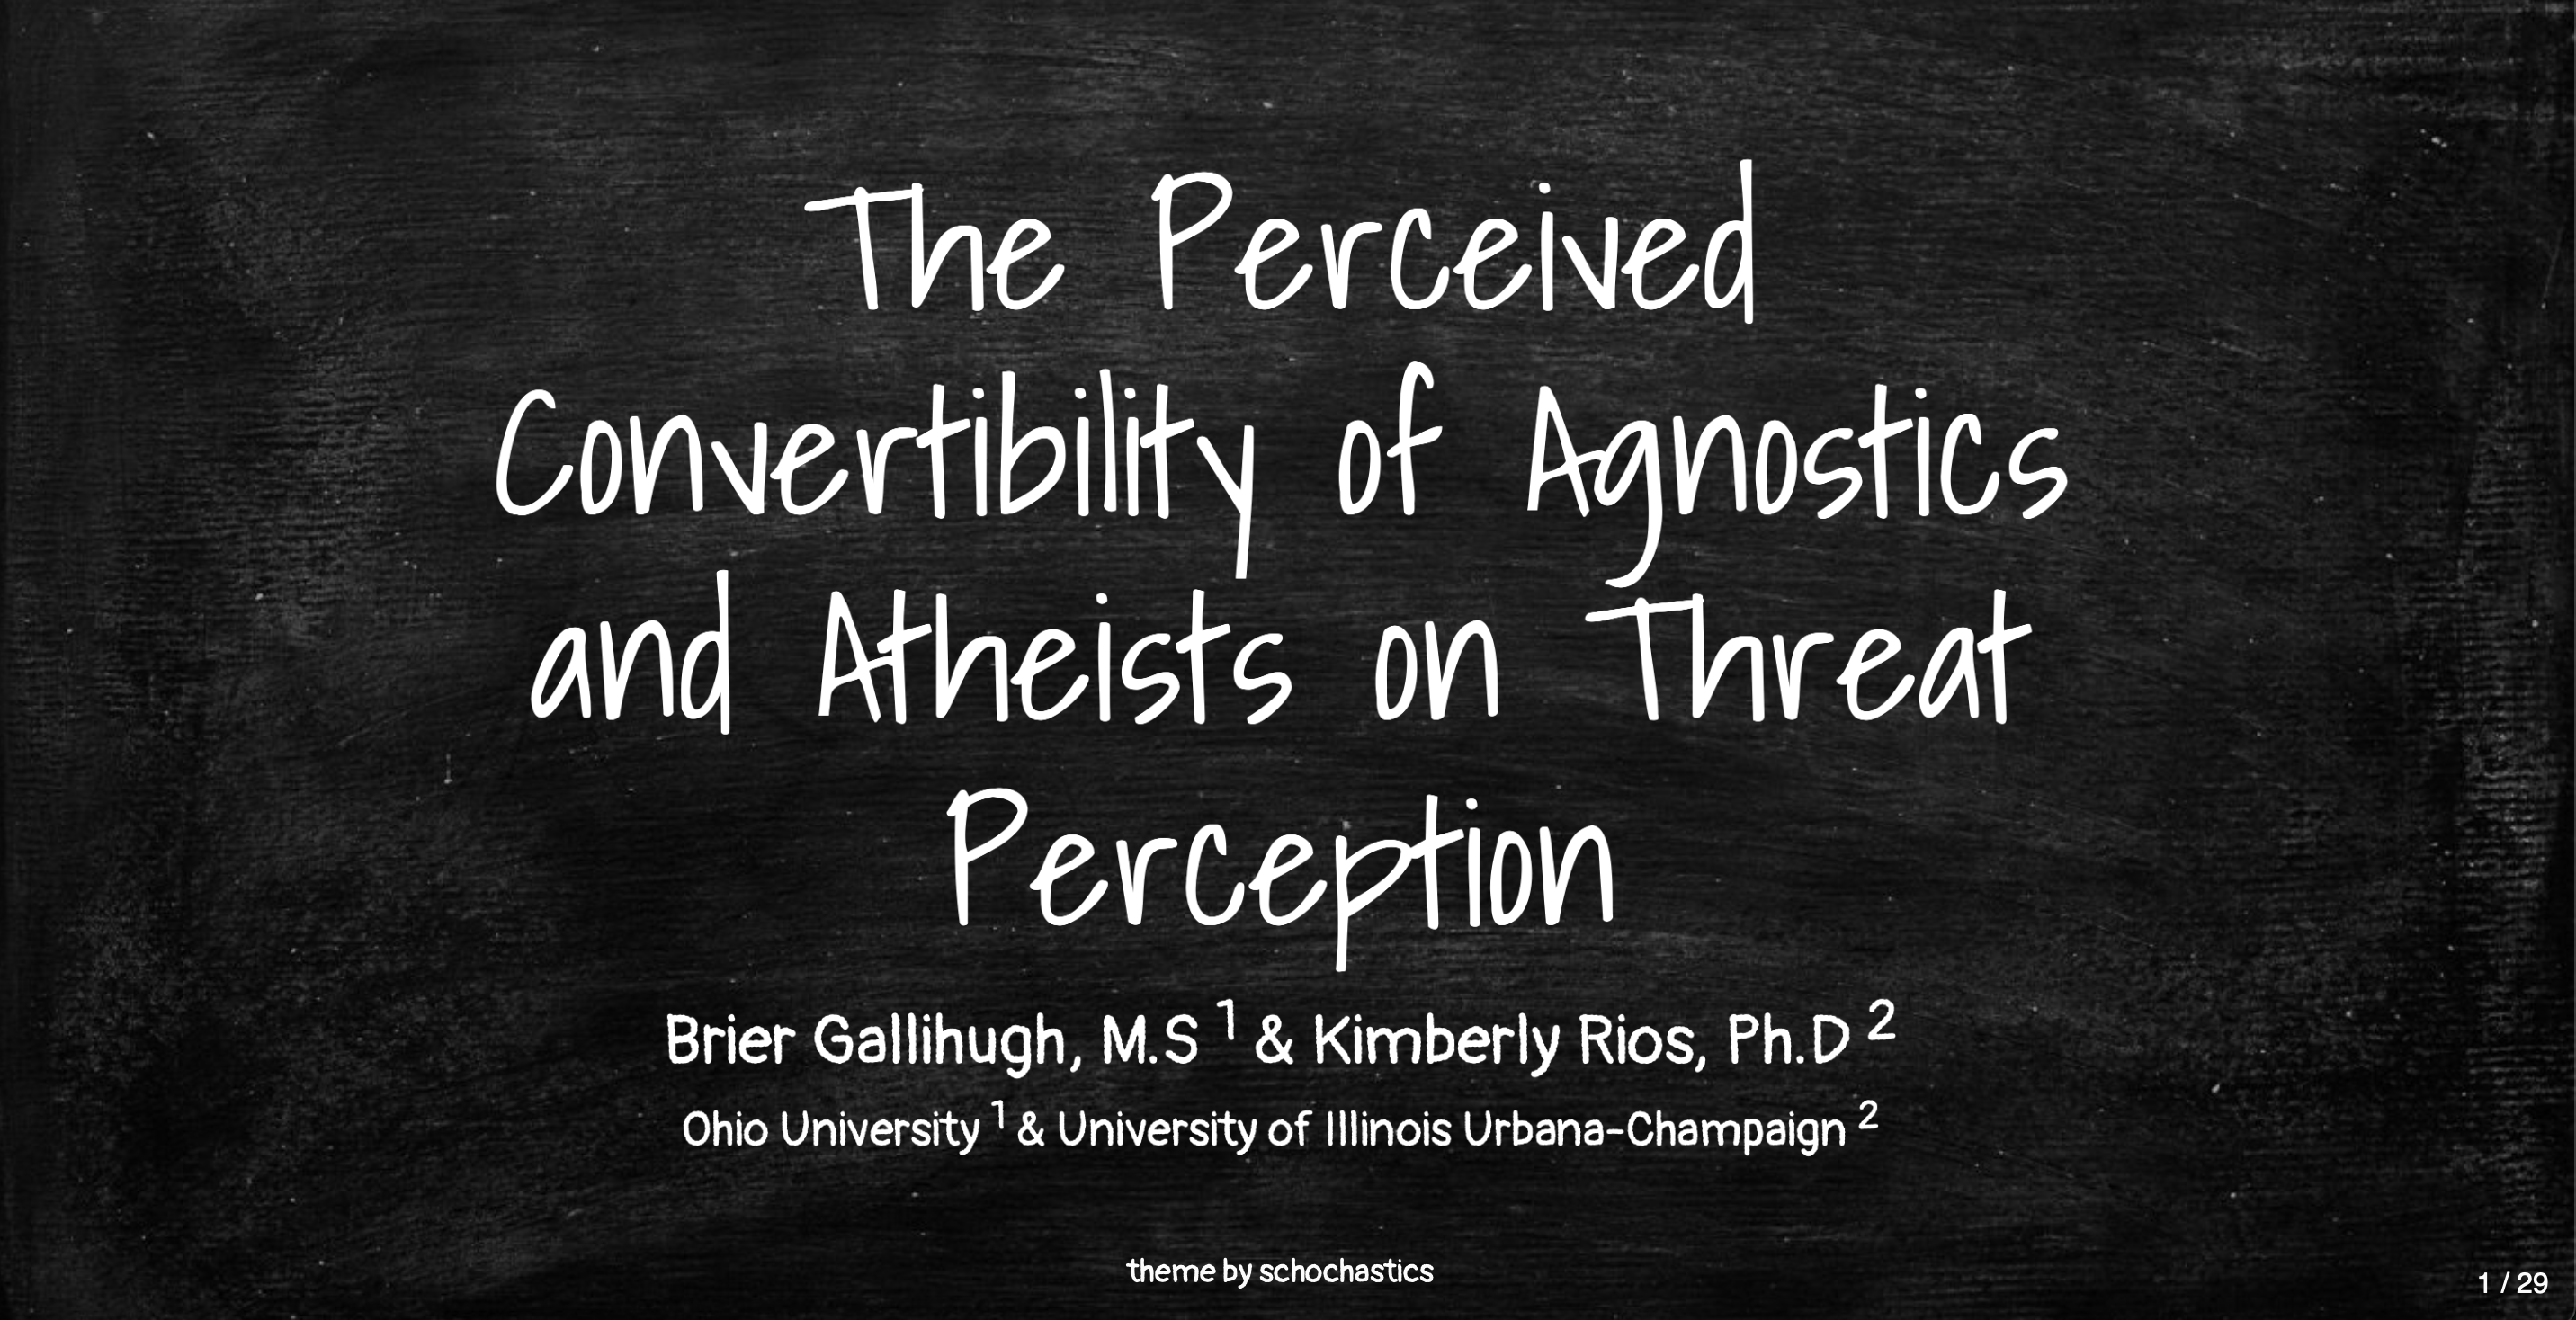 The Perceived
Convertibility of Agnostics
and Atheists on Threat
Perception
Brier Gallihugh, M.S 1 & Kimberly Rios, Ph.D 2
Ohio University 1 & University of Illinois Urbana-Champaign 2
theme by schochastics
1 / 29